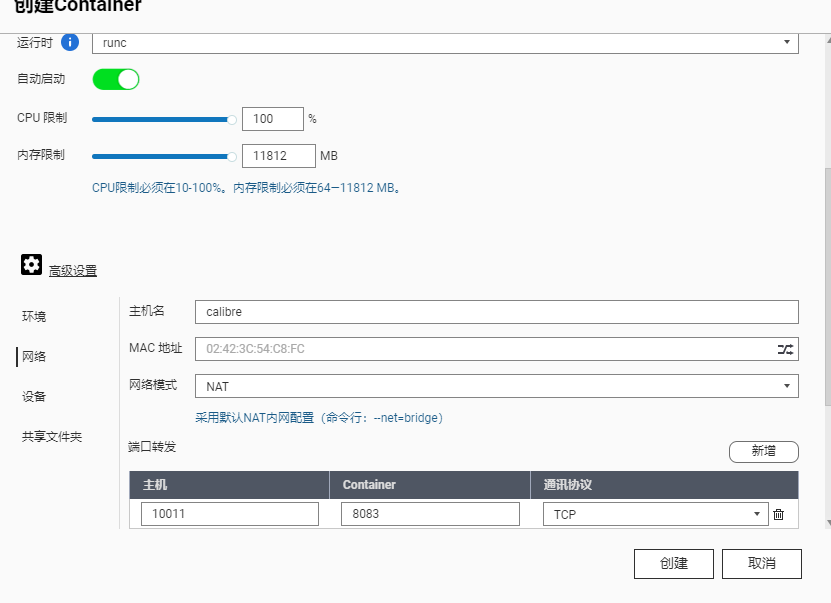 创建Container
运行时 i runc
自动启动
CPU 限制 100 %
内存限制 11812 MB
CPU限制必须在10-100%。内存限制必须在64—11812 MB。
高级设置
环境
网络
设备
共享文件夹
主机名 calibre
MAC 地址 02:42:3C:54:C8:FC
网络模式 NAT
采用默认NAT内网配置（命令行：--net=bridge）
端口转发 新增
主机 Container 通讯协议
10011 8083 TCP
创建 取消